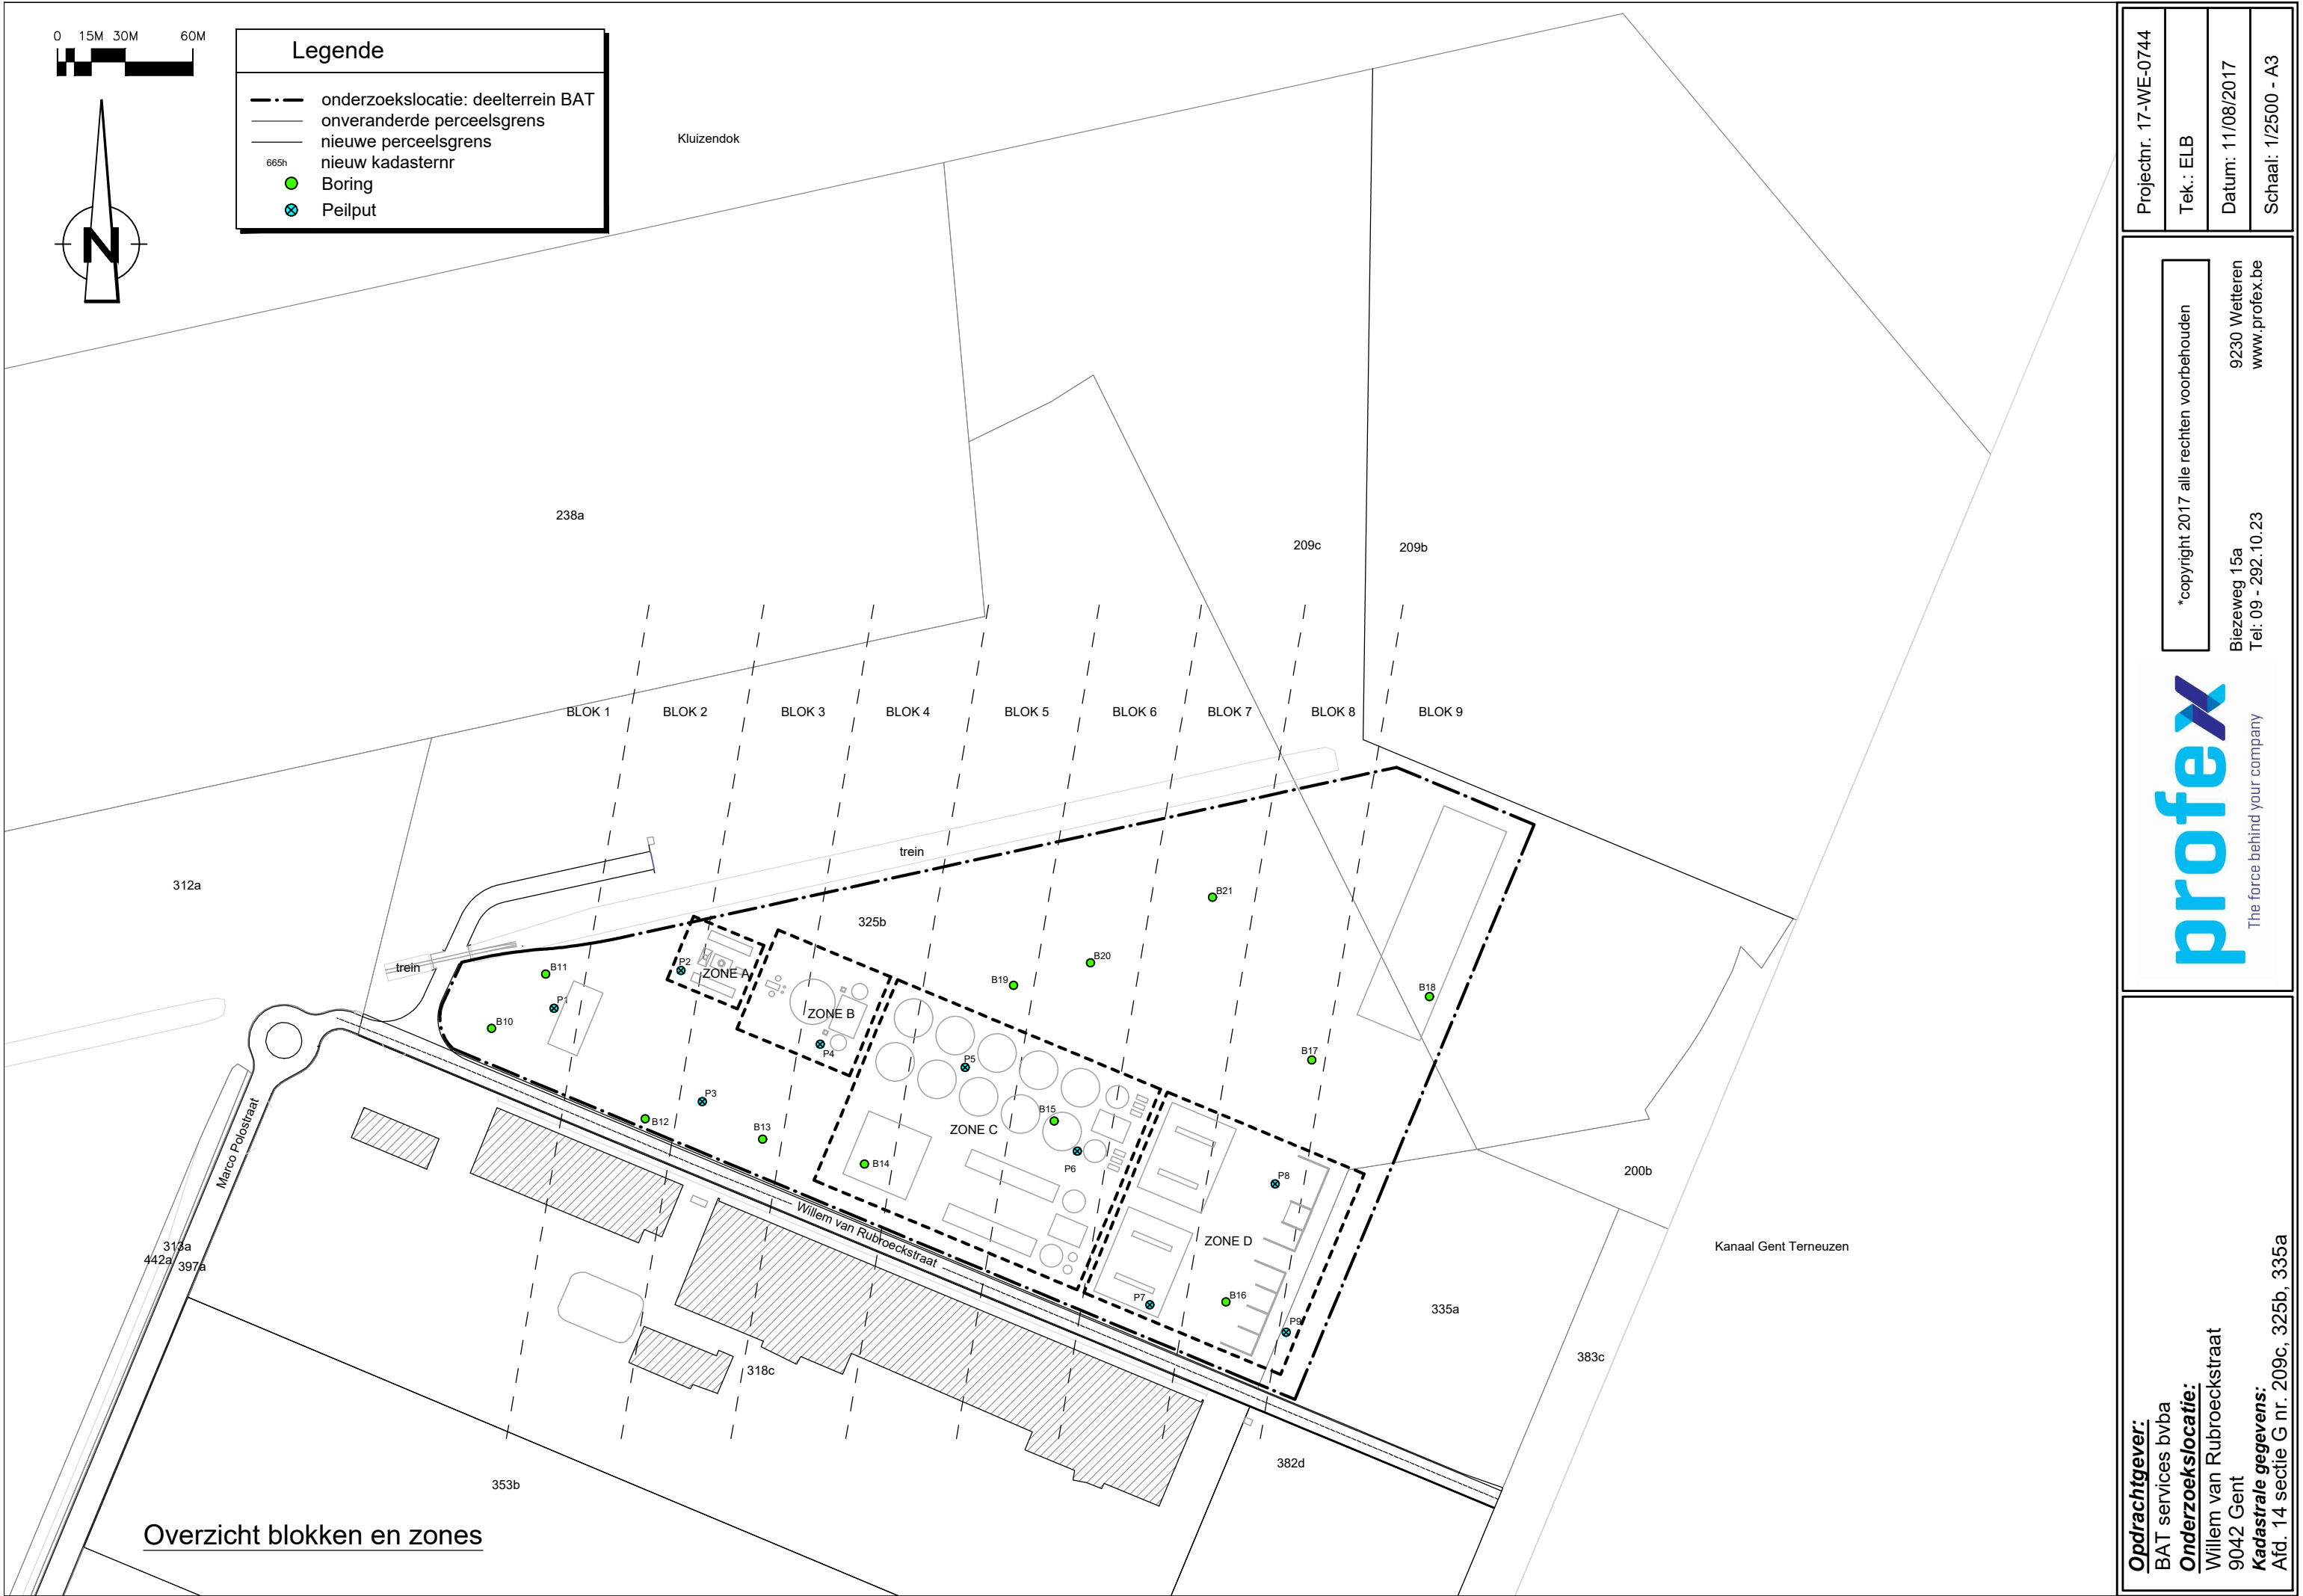 0 15M 30M 60M
Legende
onderzoekslocatie: deelterrein BAT
onveranderde perceelsgrens
nieuwe perceelsgrens
665h nieuw kadasternr
Boring
Peilput
N
Kluizendok
238a
209c
209b
BLOK 1
BLOK 2
BLOK 3
BLOK 4
BLOK 5
BLOK 6
BLOK 7
BLOK 8
BLOK 9
trein
312a
325b
B21
B20
B19
B18
B17
trein
B11
P1
B10
P2
ZONE A
ZONE B
P4
P3
B12
B13
P5
B15
ZONE C
P6
B14
P8
ZONE D
P7
B16
P9
Marco Polostraat
Willem van Rubroeckstraat
313a
442a
397a
318c
353b
382d
335a
383c
200b
Kanaal Gent Terneuzen
Overzicht blokken en zones
Projectnr. 17-WE-0744
Tek.: ELB
Datum: 11/08/2017
Schaal: 1/2500 - A3
*copyright 2017 alle rechten voorbehouden
Biezeweg 15a 9230 Wetteren
Tel: 09 - 292.10.23 www.profex.be
profex
The force behind your company
Opdrachtgever:
BAT services bvba
Onderzoekslocatie:
Willem van Rubroeckstraat
9042 Gent
Kadastrale gegevens:
Afd. 14 sectie G nr. 209c, 325b, 335a